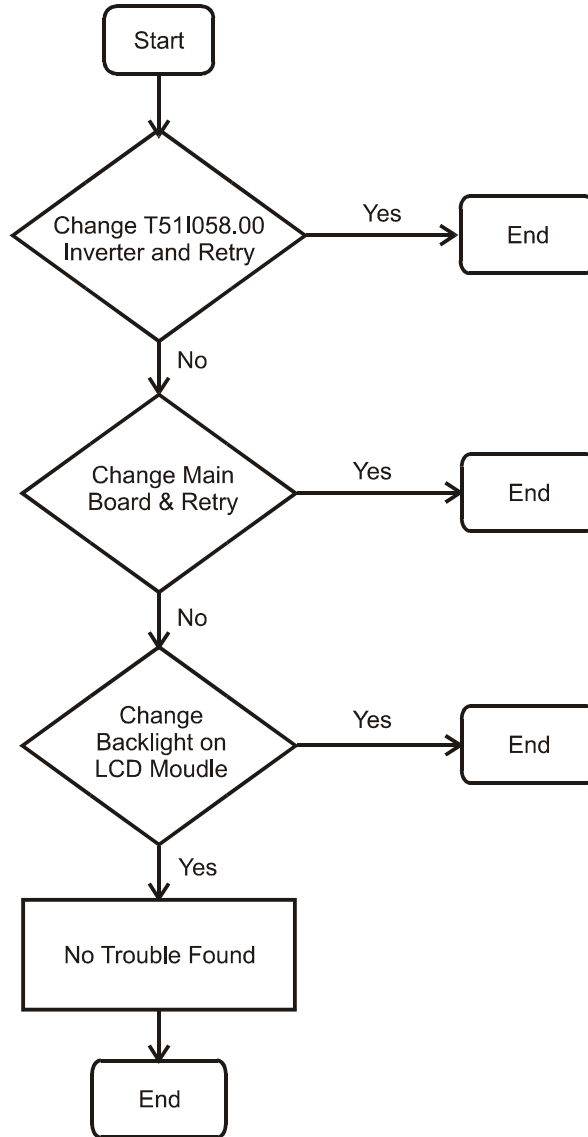 Start
Change T51I058.00
Inverter and Retry
Yes
End
No
Change Main
Board & Retry
Yes
End
No
Change
Backlight on
LCD Moudle
Yes
End
Yes
No Trouble Found
End